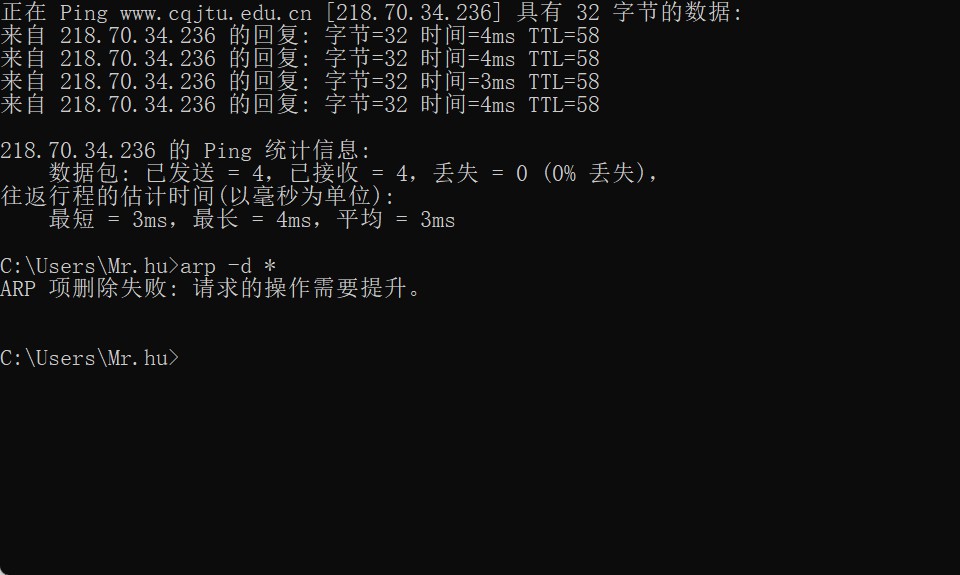 正在 Ping www.cqjtu.edu.cn [218.70.34.236] 具有 32 字节的数据:
来自 218.70.34.236 的回复: 字节=32 时间=4ms TTL=58
来自 218.70.34.236 的回复: 字节=32 时间=4ms TTL=58
来自 218.70.34.236 的回复: 字节=32 时间=3ms TTL=58
来自 218.70.34.236 的回复: 字节=32 时间=4ms TTL=58
218.70.34.236 的 Ping 统计信息:
数据包: 已发送 = 4，已接收 = 4，丢失 = 0 (0% 丢失)，
往返行程的估计时间(以毫秒为单位):
最短 = 3ms，最长 = 4ms，平均 = 3ms
C:\Users\Mr.hu>arp -d *
ARP 项删除失败: 请求的操作需要提升。
C:\Users\Mr.hu>